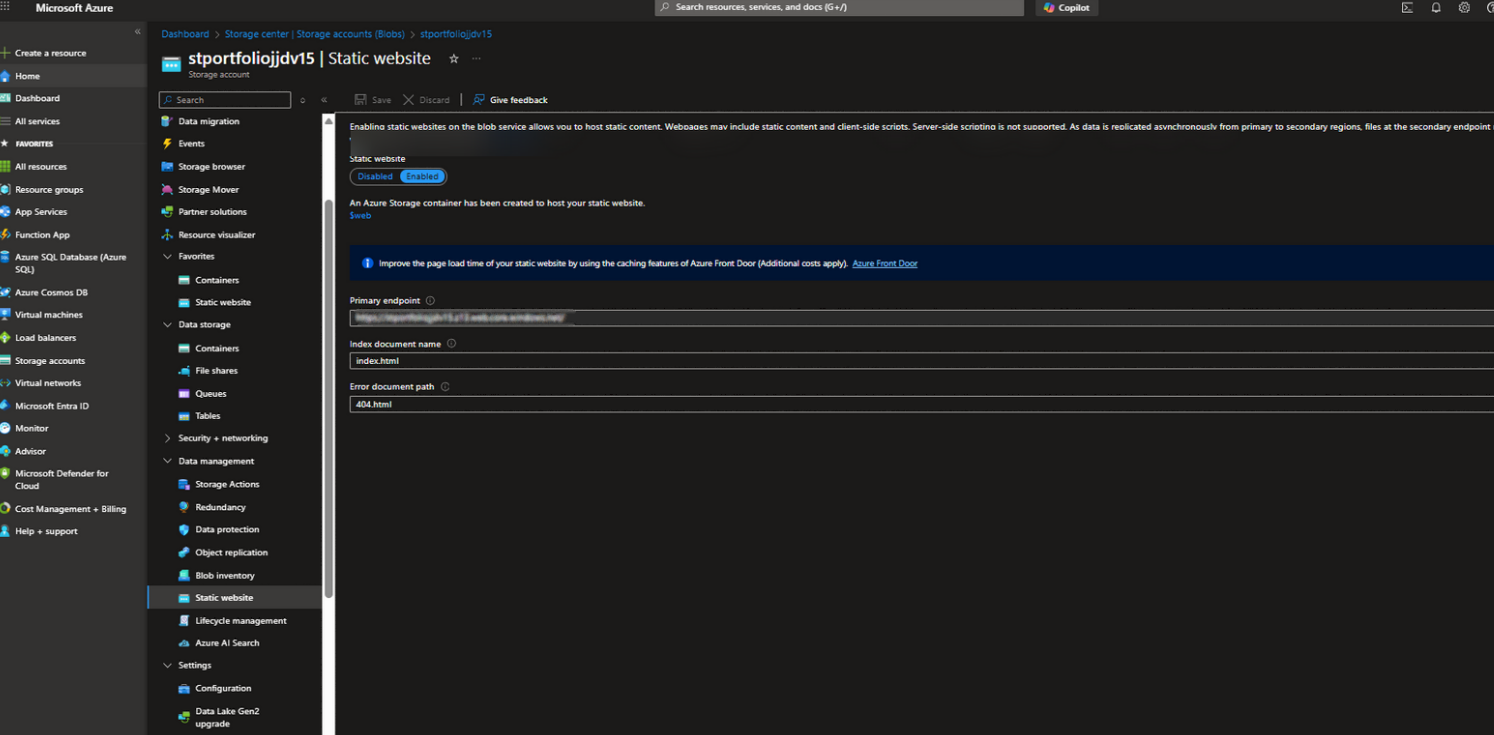 Microsoft Azure
Search resources, services, and docs (G+/)
Copilot
Create a resource
Home
Dashboard
All services
FAVORITES
All resources
Resource groups
App Services
Function App
Azure SQL Database (Azure
SQL)
Azure Cosmos DB
Virtual machines
Load balancers
Storage accounts
Virtual networks
Microsoft Entra ID
Monitor
Advisor
Microsoft Defender for
Cloud
Cost Management + Billing
Help + support
Dashboard > Storage center | Storage accounts (Blobs) > stportfoliojjdv15
stportfoliojjdv15 | Static website
Storage account
Search
Data migration
Events
Storage browser
Storage Mover
Partner solutions
Resource visualizer
Favorites
Containers
Static website
Data storage
Containers
File shares
Queues
Tables
Security + networking
Data management
Storage Actions
Redundancy
Data protection
Object replication
Blob inventory
Static website
Lifecycle management
Azure AI Search
Settings
Configuration
Data Lake Gen2
upgrade
Save Discard Give feedback
Enabling static websites on the blob service allows you to host static content. Webpages may include static content and client-side scripts. Server-side scripting is not supported. As data is replicated asynchronously from primary to secondary regions, files at the secondary endpoint
Static website
Disabled Enabled
An Azure Storage container has been created to host your static website.
$web
Improve the page load time of your static website by using the caching features of Azure Front Door (Additional costs apply). Azure Front Door
Primary endpoint
Index document name
index.html
Error document path
404.html